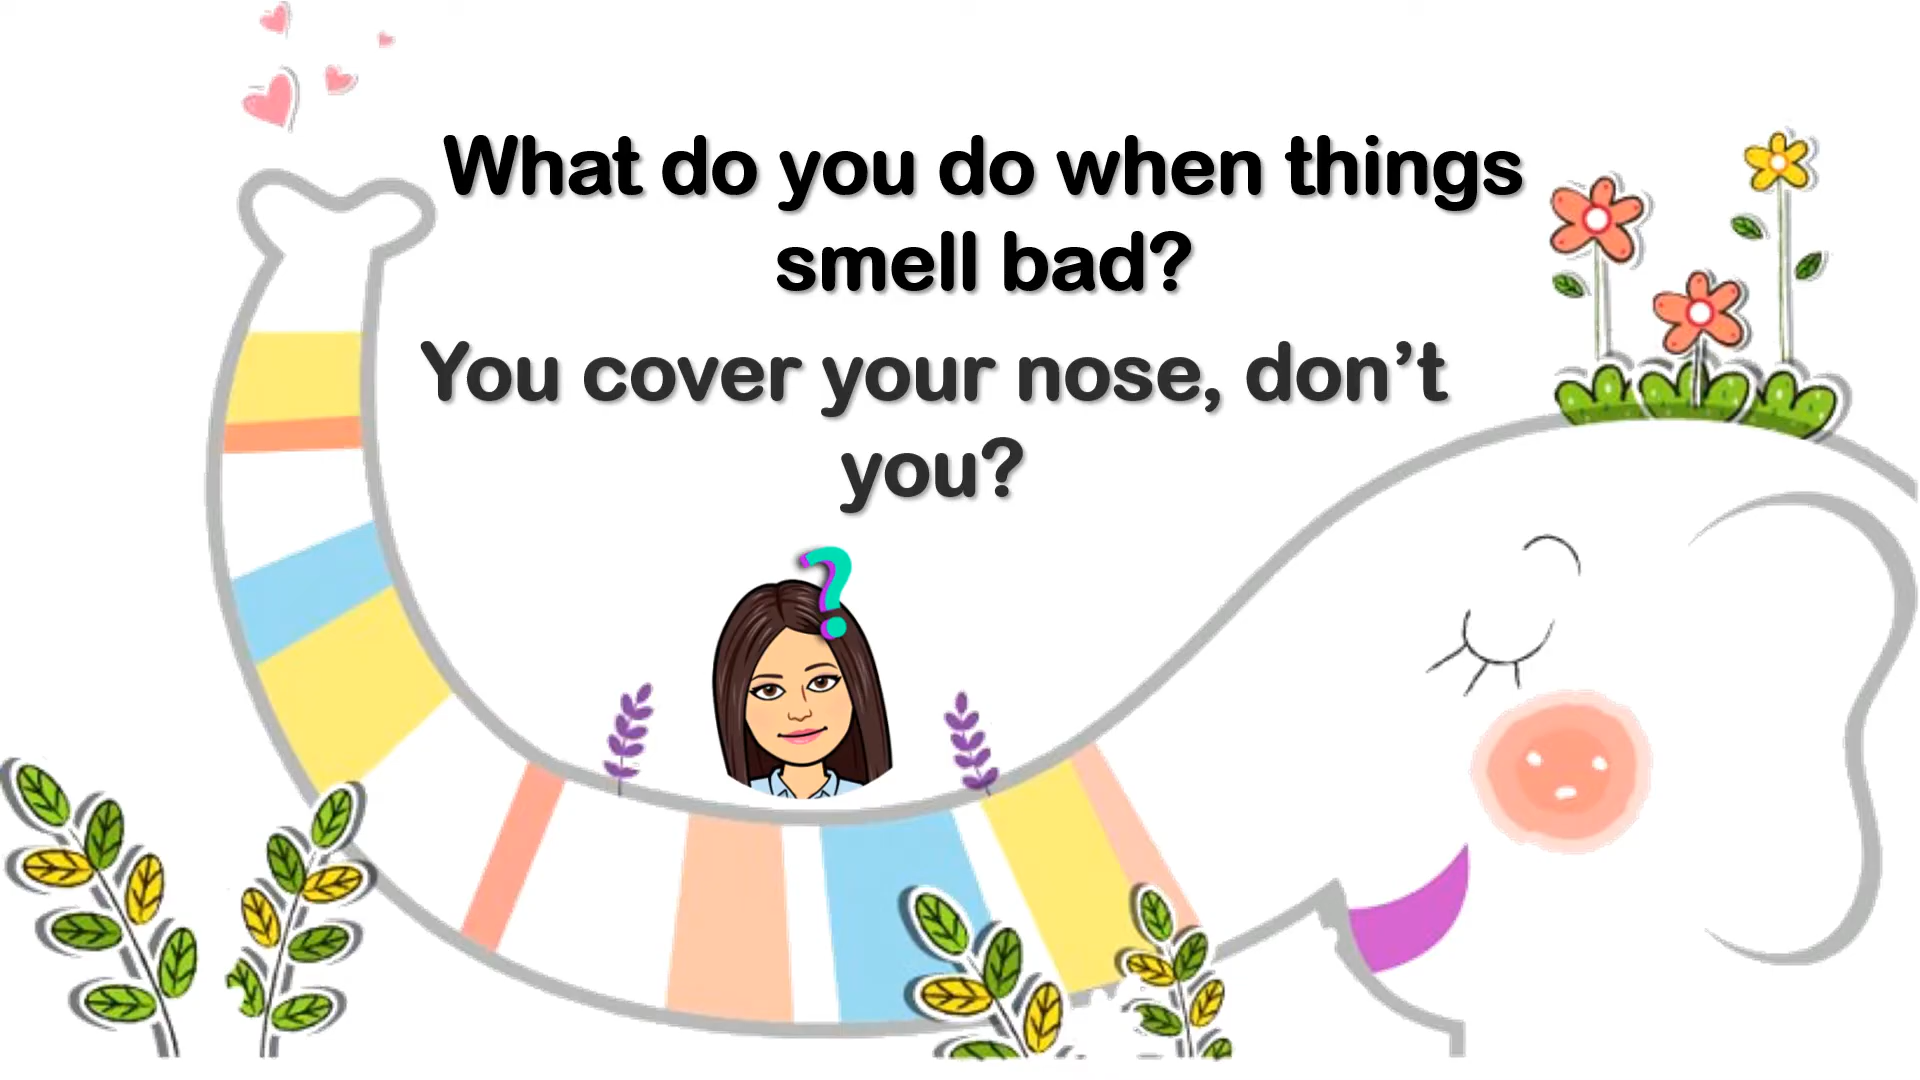 What do you do when things
smell bad?
You cover your nose, don’t
you?
?